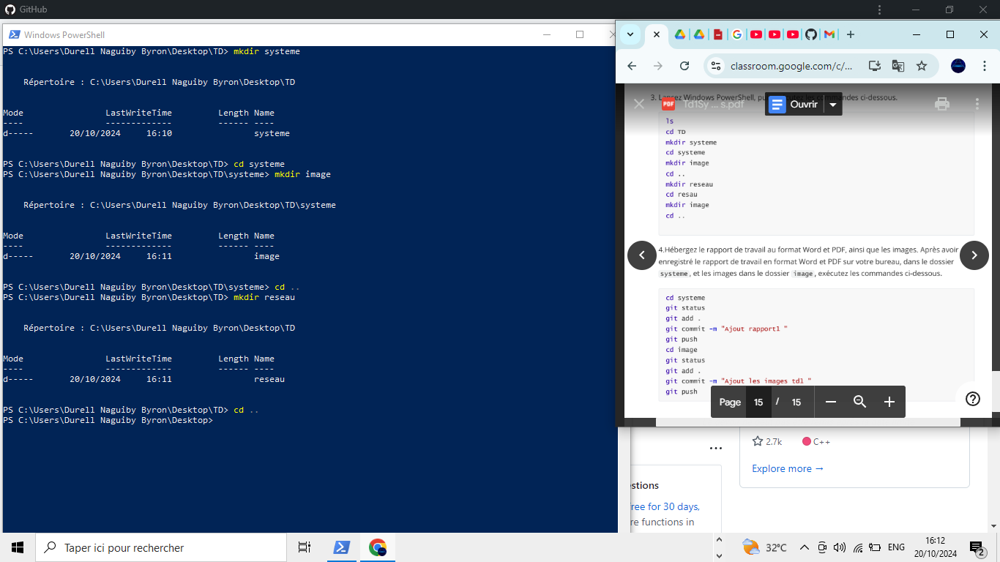 GitHub
Windows PowerShell
PS C:\Users\Durell Naguiby Byron\Desktop\TD> mkdir systeme
Répertoire : C:\Users\Durell Naguiby Byron\Desktop\TD
Mode LastWriteTime Length Name
---- ------------- ------ ----
d----- 20/10/2024 16:10 systeme
PS C:\Users\Durell Naguiby Byron\Desktop\TD> cd systeme
PS C:\Users\Durell Naguiby Byron\Desktop\TD\systeme> mkdir image
Répertoire : C:\Users\Durell Naguiby Byron\Desktop\TD\systeme
Mode LastWriteTime Length Name
---- ------------- ------ ----
d----- 20/10/2024 16:11 image
PS C:\Users\Durell Naguiby Byron\Desktop\TD\systeme> cd ..
PS C:\Users\Durell Naguiby Byron\Desktop\TD> mkdir reseau
Répertoire : C:\Users\Durell Naguiby Byron\Desktop\TD
Mode LastWriteTime Length Name
---- ------------- ------ ----
d----- 20/10/2024 16:11 reseau
PS C:\Users\Durell Naguiby Byron\Desktop\TD> cd ..
PS C:\Users\Durell Naguiby Byron\Desktop>
classroom.google.com/c/...
3. Lancez Windows PowerShell, commandes ci-dessous.
PDF Td1Sy ... s.pdf
Ouvrir
ls
cd TD
mkdir systeme
cd systeme
mkdir image
cd ..
mkdir reseau
cd resau
mkdir image
cd ..
4.Hébergez le rapport de travail au format Word et PDF, ainsi que les images. Après avoir
enregistré le rapport de travail en format Word et PDF sur votre bureau, dans le dossier
systeme, et les images dans le dossier image, exécutez les commandes ci-dessous.
cd systeme
git status
git add .
git commit -m "Ajout rapport1 "
git push
cd image
git status
git add .
git commit -m "Ajout les images td1 "
git push
Page 15 / 15
2.7k C++
Explore more →
estions
free for 30 days,
re functions in
Taper ici pour rechercher
32°C
ENG
16:12
20/10/2024
2